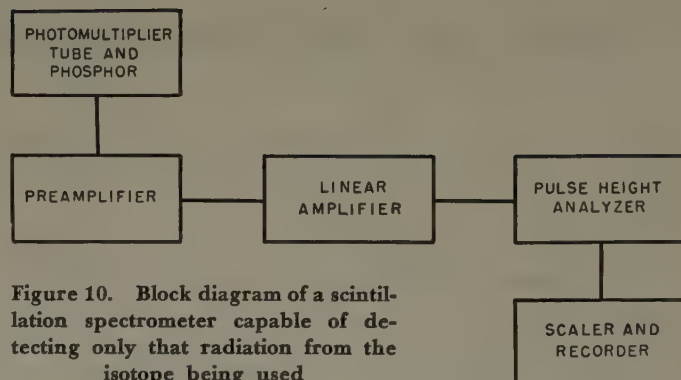 PHOTOMULTIPLIER
TUBE AND
PHOSPHOR
PREAMPLIFIER
LINEAR
AMPLIFIER
PULSE HEIGHT
ANALYZER
Figure 10. Block diagram of a scintil-
lation spectrometer capable of de-
tecting only that radiation from the
isotope being used
SCALER AND
RECORDER